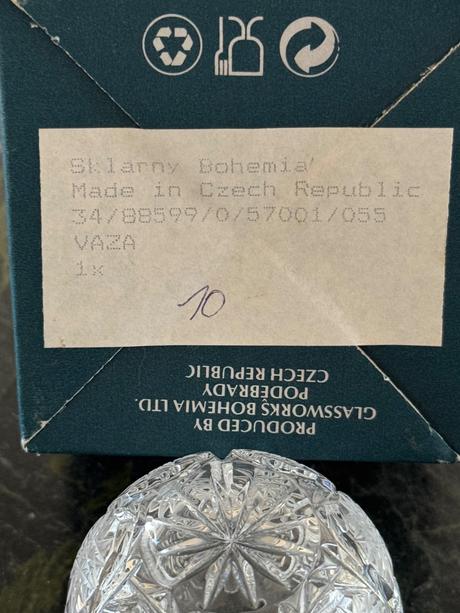 Sklarny Bohemia
Made in Czech Republic
34/88599/0/57001/055
VAZA
1x
10
PRODUCED BY
GLASSWORKS BOHEMIA LTD.
PODĚBRADY
CZECH REPUBLIC